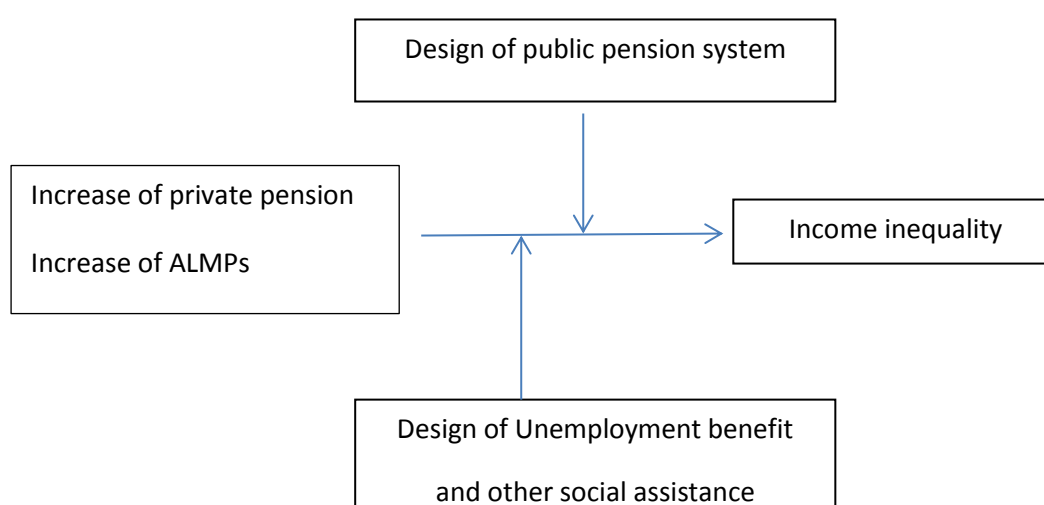 Design of public pension system
Increase of private pension
Increase of ALMPs
Income inequality
Design of Unemployment benefit
and other social assistance